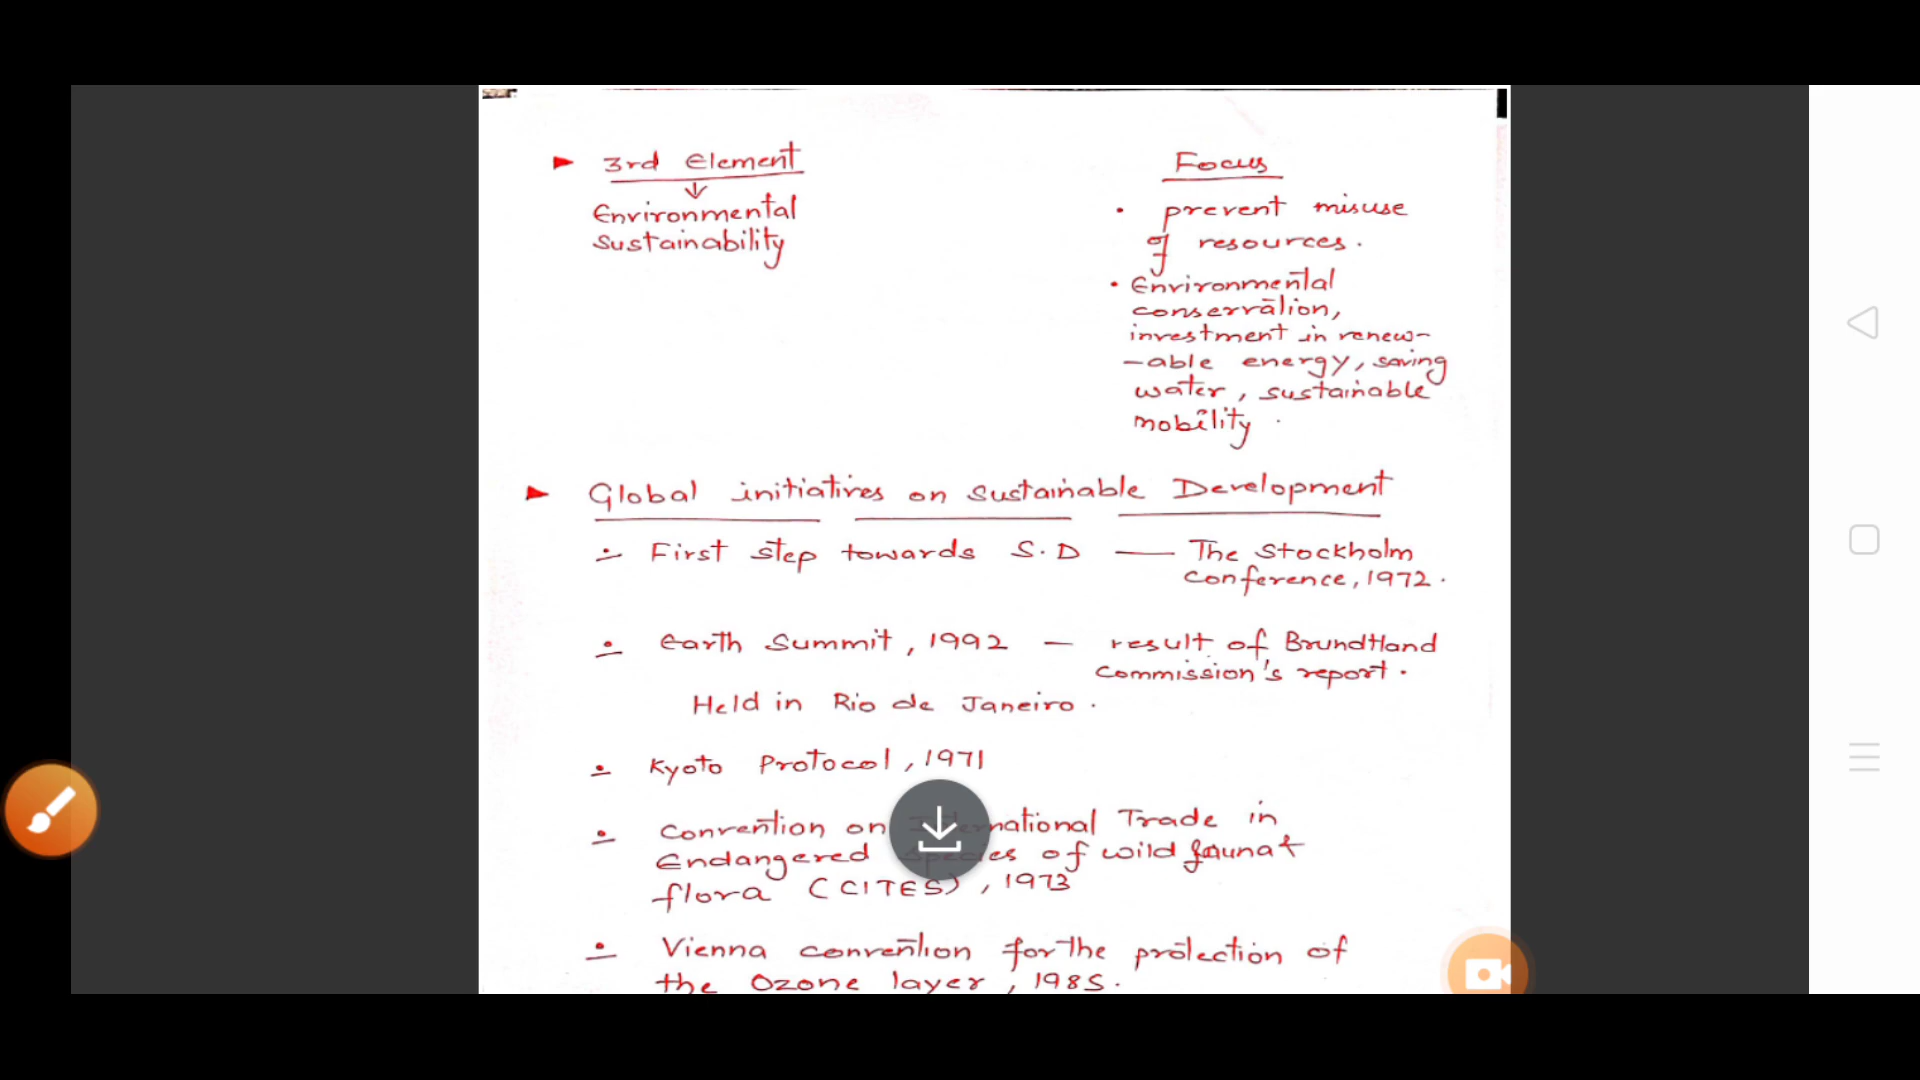 3rd Element
Environmental
Sustainability
Focus
• prevent misuse
of resources.
• Environmental
conservation,
investment in renew-
-able energy, saving
water, sustainable
mobility.
Global initiatives on Sustainable Development
First step towards S.D — The Stockholm
Conference, 1972.
Earth Summit, 1992 — result of Brundtland
Commission's report.
Held in Rio de Janeiro.
Kyoto Protocol, 1971
Convention on International Trade in
Endangered Species of wild fauna &
flora (CITES), 1973
Vienna convention for the protection of
the Ozone layer, 1985.